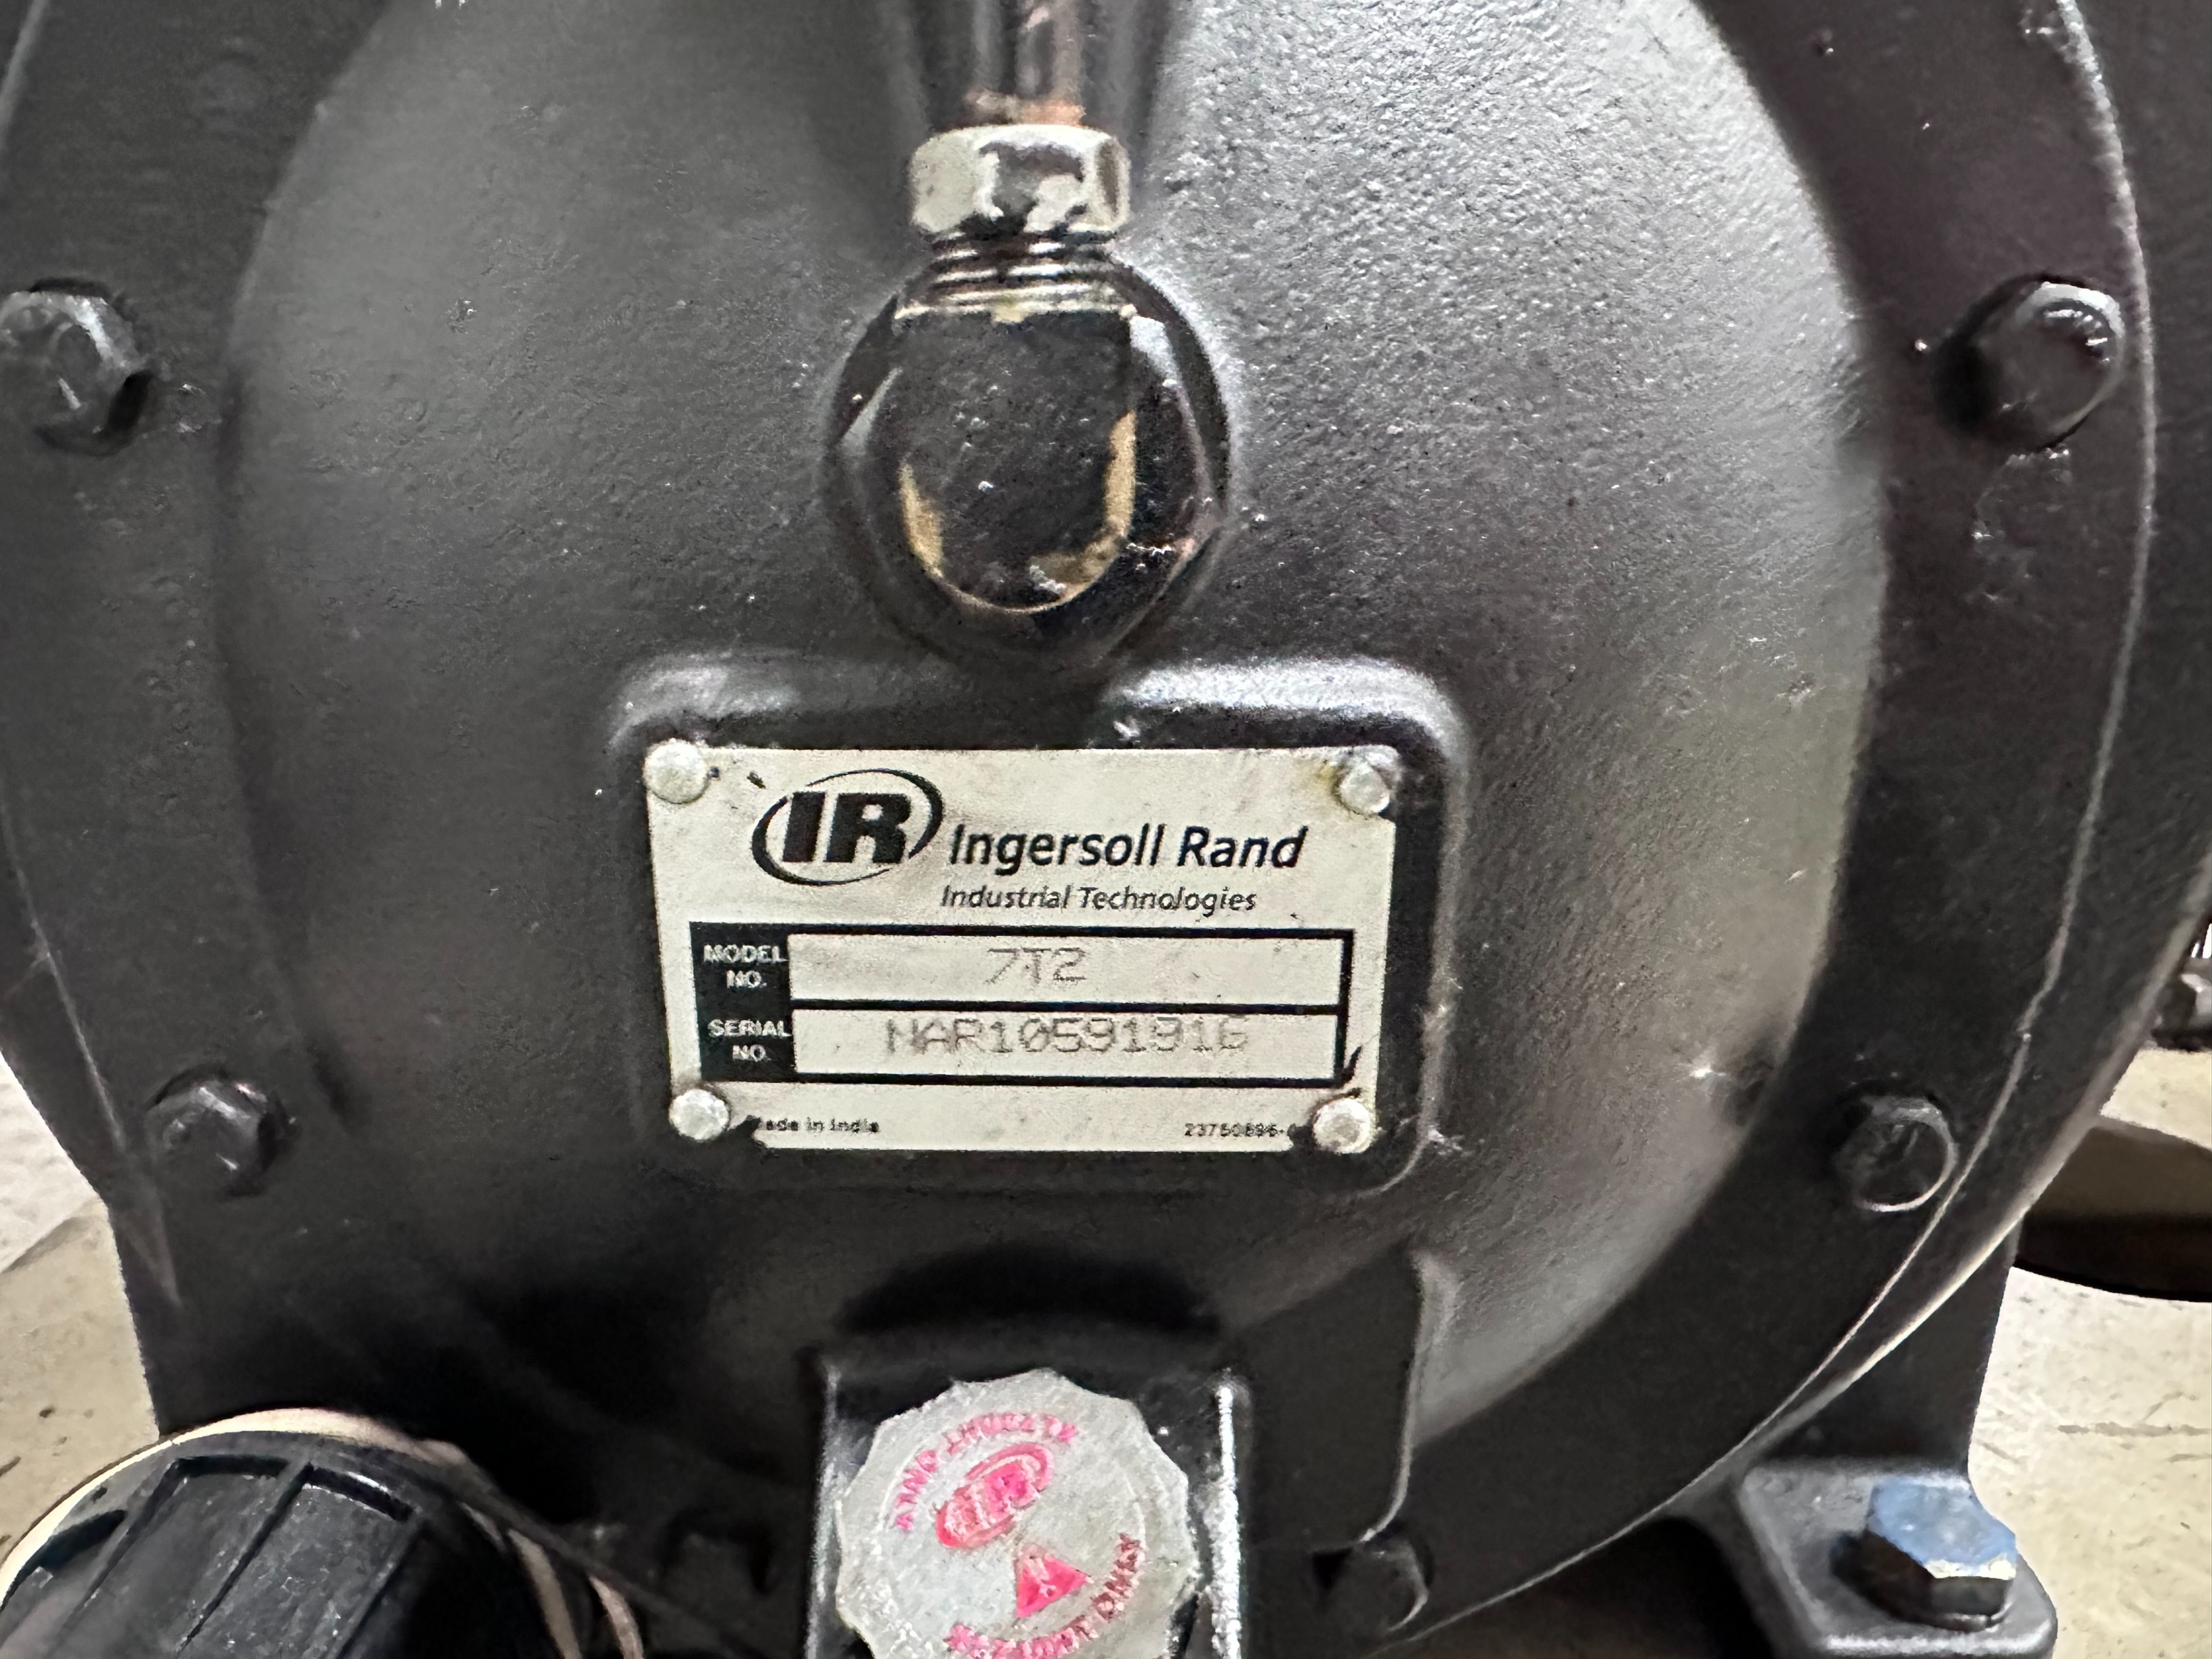 IR Ingersoll Rand
Industrial Technologies
MODEL NO. 7T2
SERIAL NO. NAR10591916
Made in India